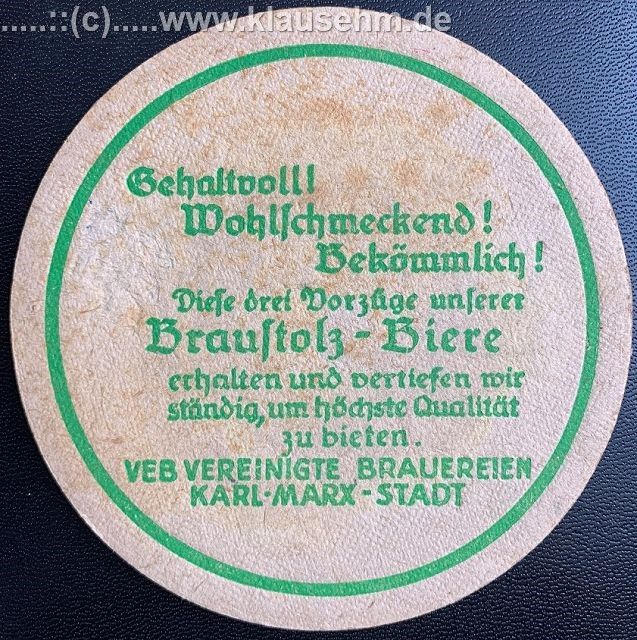 .....::(c).....www.klausehm.de
Gehaltvoll!
Wohlſchmeckend!
Bekömmlich!
Dieſe drei Vorzüge unſerer
Brauſtolz-Biere
erhalten und vertiefen wir
ständig, um höchste Qualität
zu bieten.
VEB VEREINIGTE BRAUEREIEN
KARL-MARX-STADT